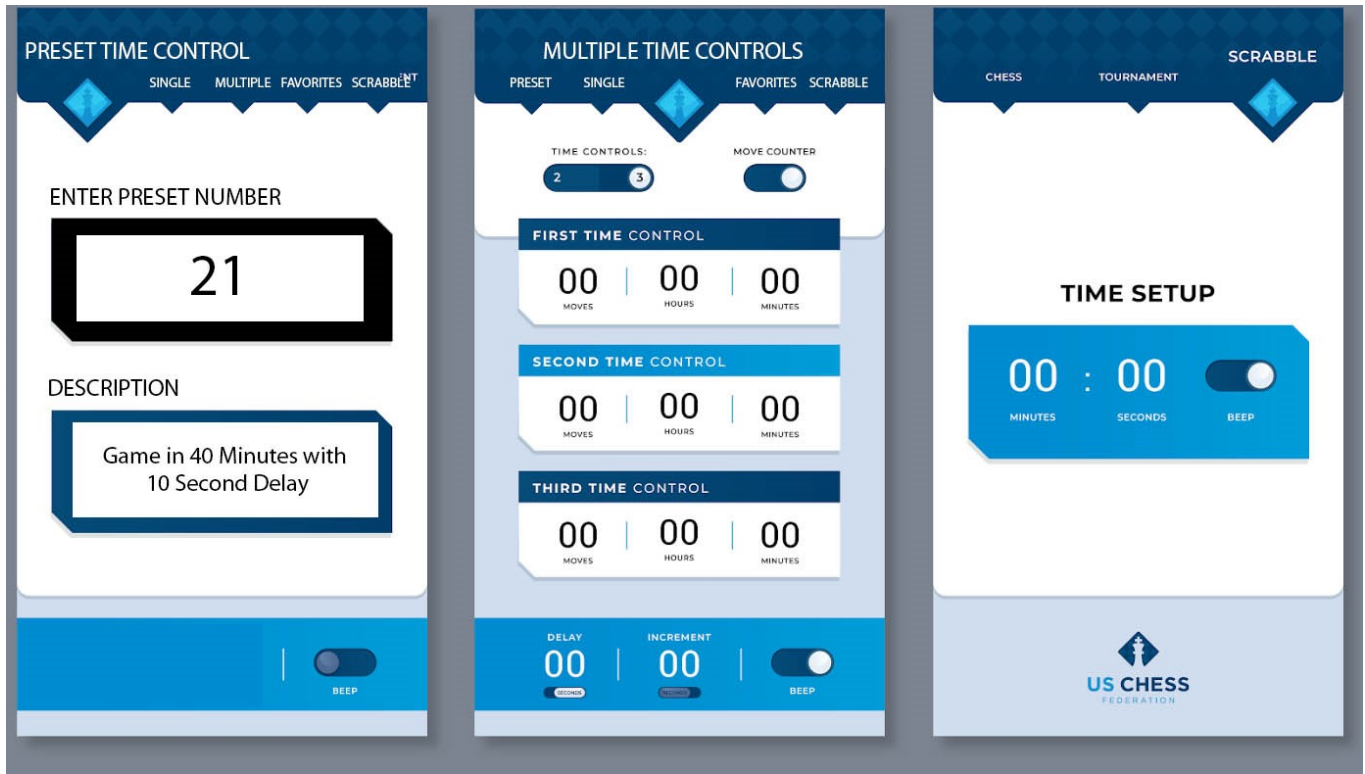 PRESET TIME CONTROL
SINGLE MULTIPLE FAVORITES SCRABBLE
ENTER PRESET NUMBER
21
DESCRIPTION
Game in 40 Minutes with
10 Second Delay
BEEP
MULTIPLE TIME CONTROLS
PRESET SINGLE FAVORITES SCRABBLE
TIME CONTROLS: MOVE COUNTER
2 3
FIRST TIME CONTROL
00 00 00
MOVES HOURS MINUTES
SECOND TIME CONTROL
00 00 00
MOVES HOURS MINUTES
THIRD TIME CONTROL
00 00 00
MOVES HOURS MINUTES
DELAY INCREMENT
00 00
SECONDS SECONDS BEEP
SCRABBLE
CHESS TOURNAMENT
TIME SETUP
00 : 00
MINUTES SECONDS BEEP
US CHESS
FEDERATION